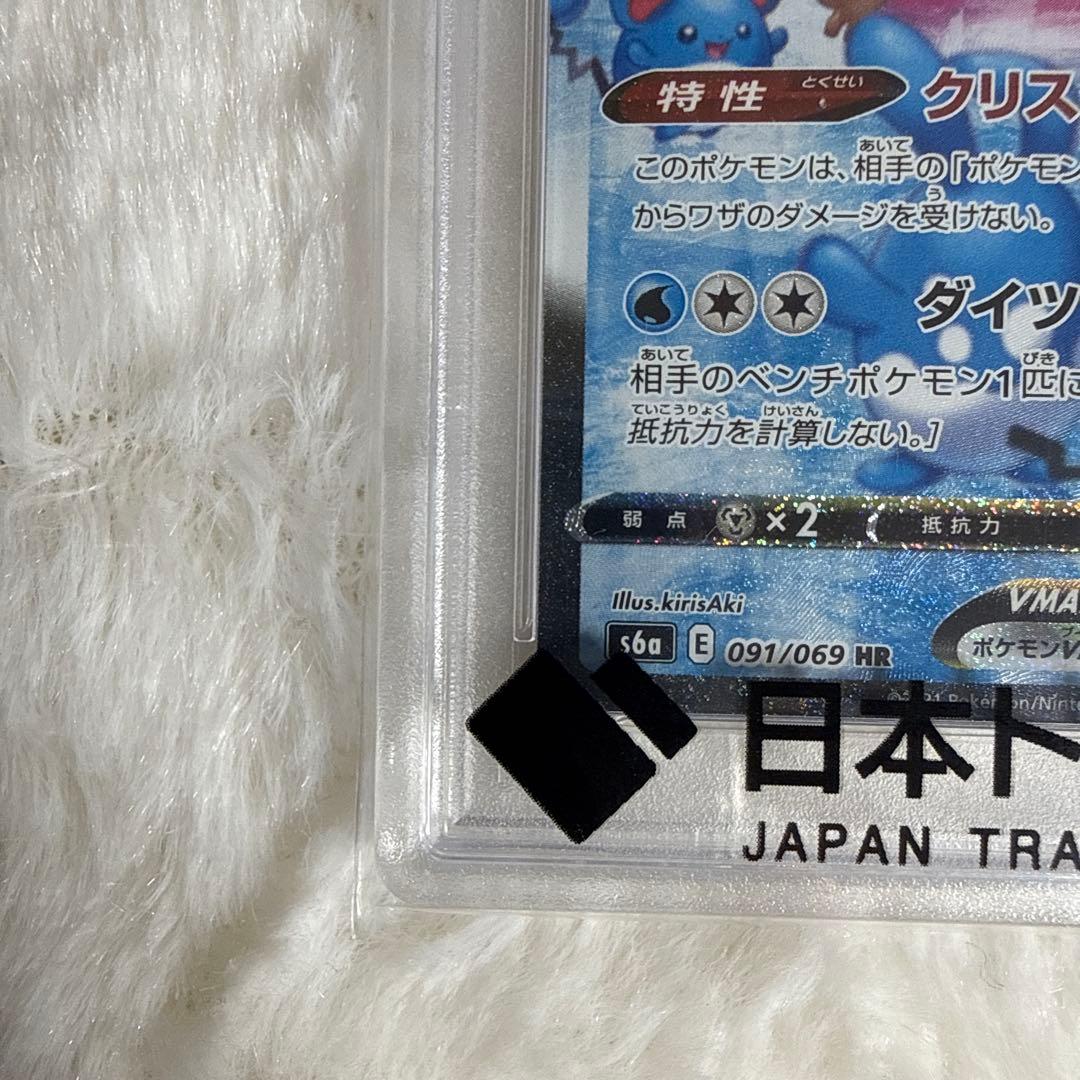 特性 とくせい クリス
このポケモンは、相手の「ポケモン
あいて
からワザのダメージを受けない。
う
ダイツ
相手のベンチポケモン1匹に
あいて びき
抵抗力を計算しない。]
ていこうりょく けいさん
弱点 ×2 抵抗力
Illus.kirisAki
VMA
s6a E 091/069 HR
ポケモンV
©2021 Pokémon/Ninte
日本ト
JAPAN TRA